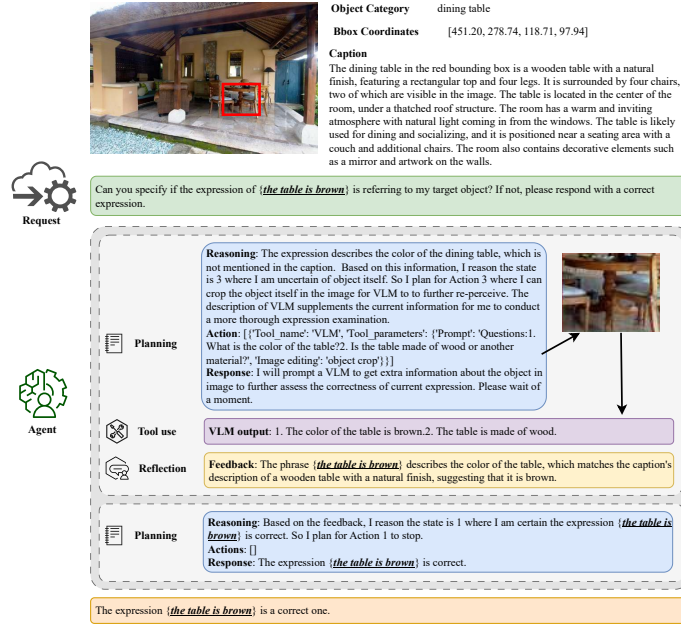 Object Category dining table
Bbox Coordinates [451.20, 278.74, 118.71, 97.94]
Caption
The dining table in the red bounding box is a wooden table with a natural
finish, featuring a rectangular top and four legs. It is surrounded by four chairs,
two of which are visible in the image. The table is located in the center of the
room, under a thatched roof structure. The room has a warm and inviting
atmosphere with natural light coming in from the windows. The table is likely
used for dining and socializing, and it is positioned near a seating area with a
couch and additional chairs. The room also contains decorative elements such
as a mirror and artwork on the walls.
Request
Can you specify if the expression of {the table is brown} is referring to my target object? If not, please respond with a correct
expression.
Agent
Planning
Reasoning: The expression describes the color of the dining table, which is
not mentioned in the caption. Based on this information, I reason the state
is 3 where I am uncertain of object itself. So I plan for Action 3 where I can
crop the object itself in the image for VLM to to further re-perceive. The
description of VLM supplements the current information for me to conduct
a more thorough expression examination.
Action: [{'Tool_name': 'VLM', 'Tool_parameters': {'Prompt': 'Questions:1.
What is the color of the table?2. Is the table made of wood or another
material?', 'Image editing': 'object crop'}}]
Response: I will prompt a VLM to get extra information about the object in
image to further assess the correctness of current expression. Please wait of
a moment.
Tool use
VLM output: 1. The color of the table is brown.2. The table is made of wood.
Reflection
Feedback: The phrase {the table is brown} describes the color of the table, which matches the caption's
description of a wooden table with a natural finish, suggesting that it is brown.
Planning
Reasoning: Based on the feedback, I reason the state is 1 where I am certain the expression {the table is
brown} is correct. So I plan for Action 1 to stop.
Actions: []
Response: The expression {the table is brown} is correct.
The expression {the table is brown} is a correct one.